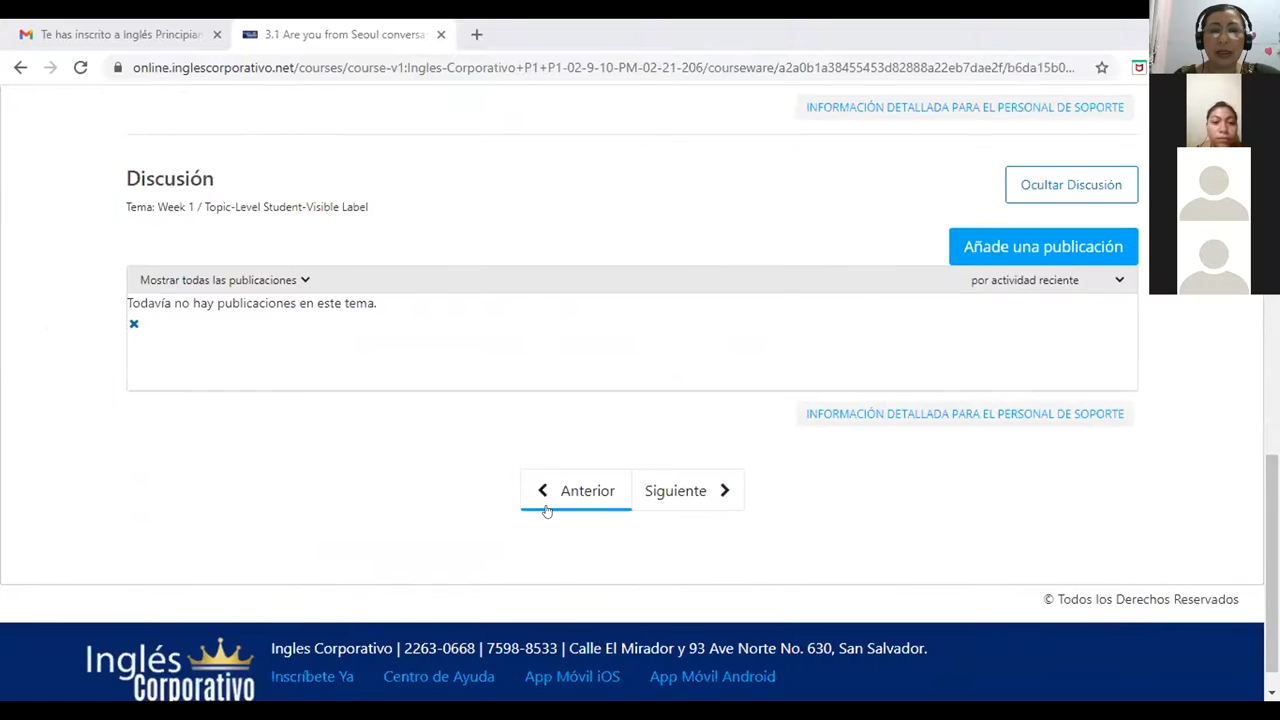 Te has inscrito a Inglés Principian
3.1 Are you from Seoul conversa
online.inglescorporativo.net/courses/course-v1:Ingles-Corporativo+P1+P1-02-9-10-PM-02-21-206/courseware/a2a0b1a38455453d82888a22eb7dae2f/b6da15b0...
INFORMACIÓN DETALLADA PARA EL PERSONAL DE SOPORTE
Discusión
Ocultar Discusión
Tema: Week 1 / Topic-Level Student-Visible Label
Añade una publicación
Mostrar todas las publicaciones
por actividad reciente
Todavía no hay publicaciones en este tema.
INFORMACIÓN DETALLADA PARA EL PERSONAL DE SOPORTE
Anterior
Siguiente
© Todos los Derechos Reservados
Inglés Corporativo
Ingles Corporativo | 2263-0668 | 7598-8533 | Calle El Mirador y 93 Ave Norte No. 630, San Salvador.
Inscríbete Ya
Centro de Ayuda
App Móvil iOS
App Móvil Android